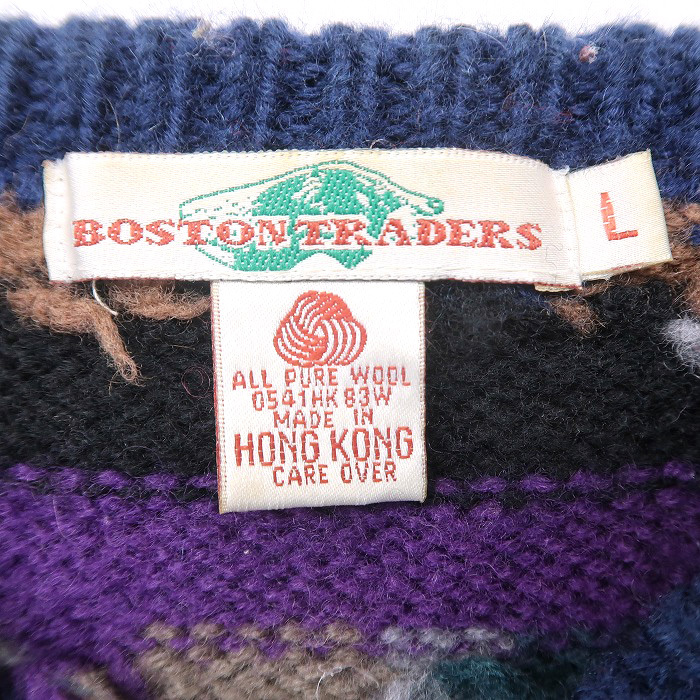 BOSTON TRADERS
L
ALL PURE WOOL
0541HK 83W
MADE IN
HONG KONG
CARE OVER